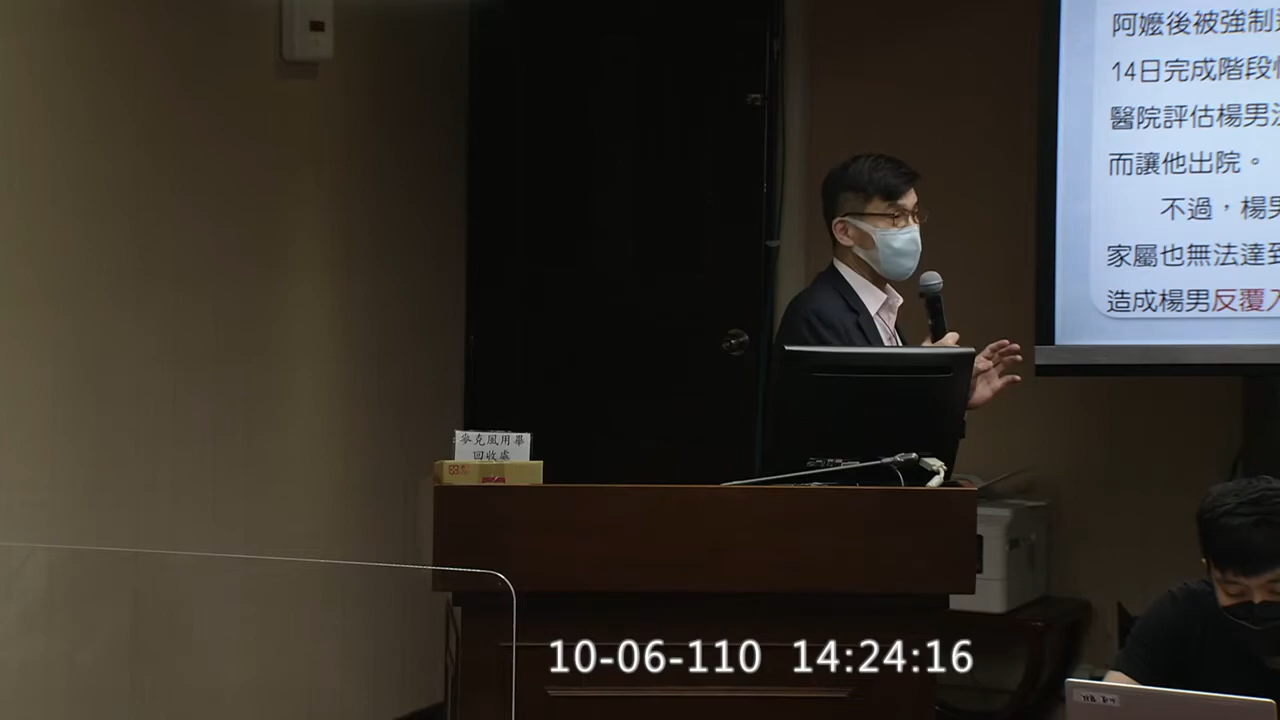 阿嬤後被強制
14日完成階段
醫院評估楊男
而讓他出院。
不過，楊男
家屬也無法達到
造成楊男反覆入
麥克風用畢
回收處
10-06-110 14:24:16